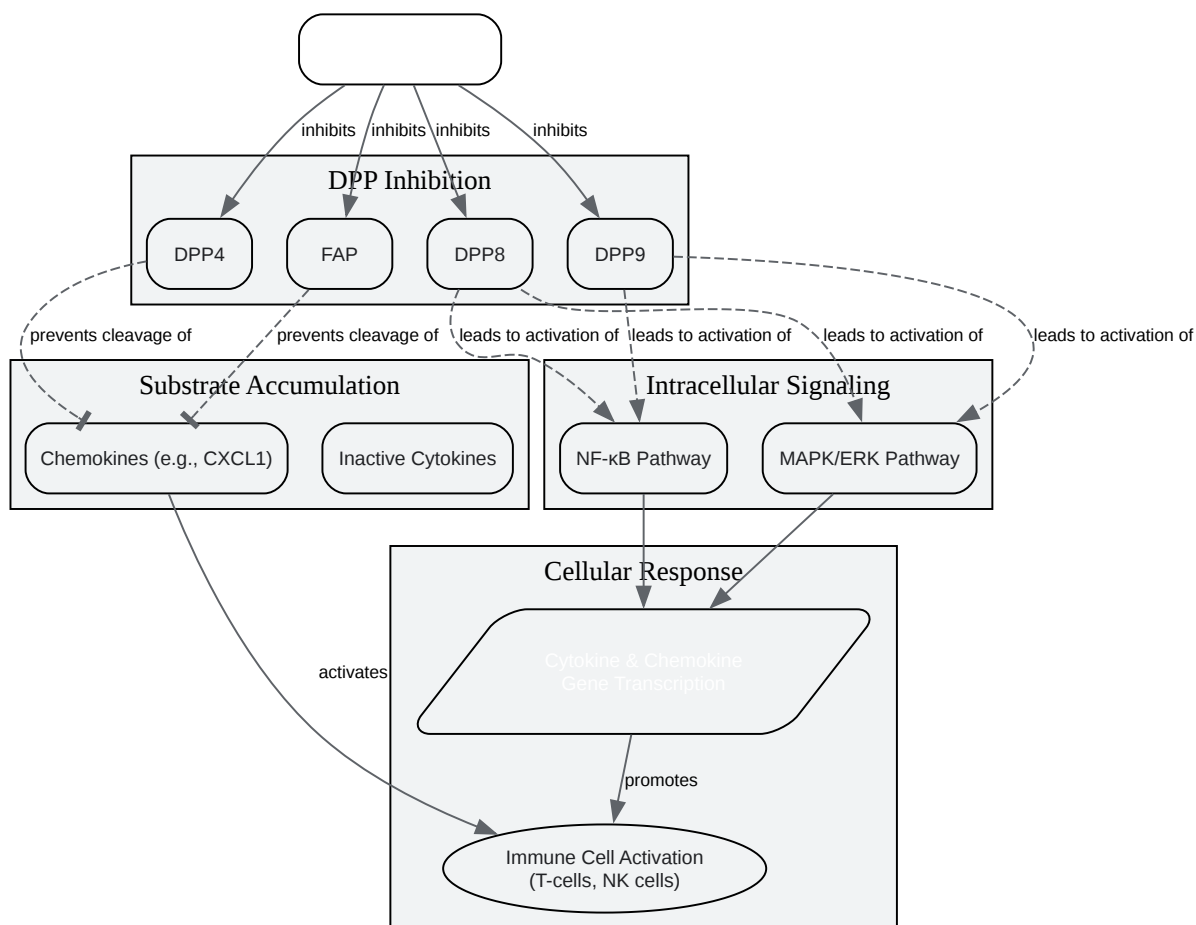 inhibits
inhibits
inhibits
inhibits
DPP Inhibition
DPP4
FAP
DPP8
DPP9
prevents cleavage of
prevents cleavage of
leads to activation of
leads to activation of
leads to activation of
leads to activation of
Substrate Accumulation
Intracellular Signaling
Chemokines (e.g., CXCL1)
Inactive Cytokines
NF-κB Pathway
MAPK/ERK Pathway
Cellular Response
Cytokine & Chemokine
Gene Transcription
activates
promotes
Immune Cell Activation
(T-cells, NK cells)